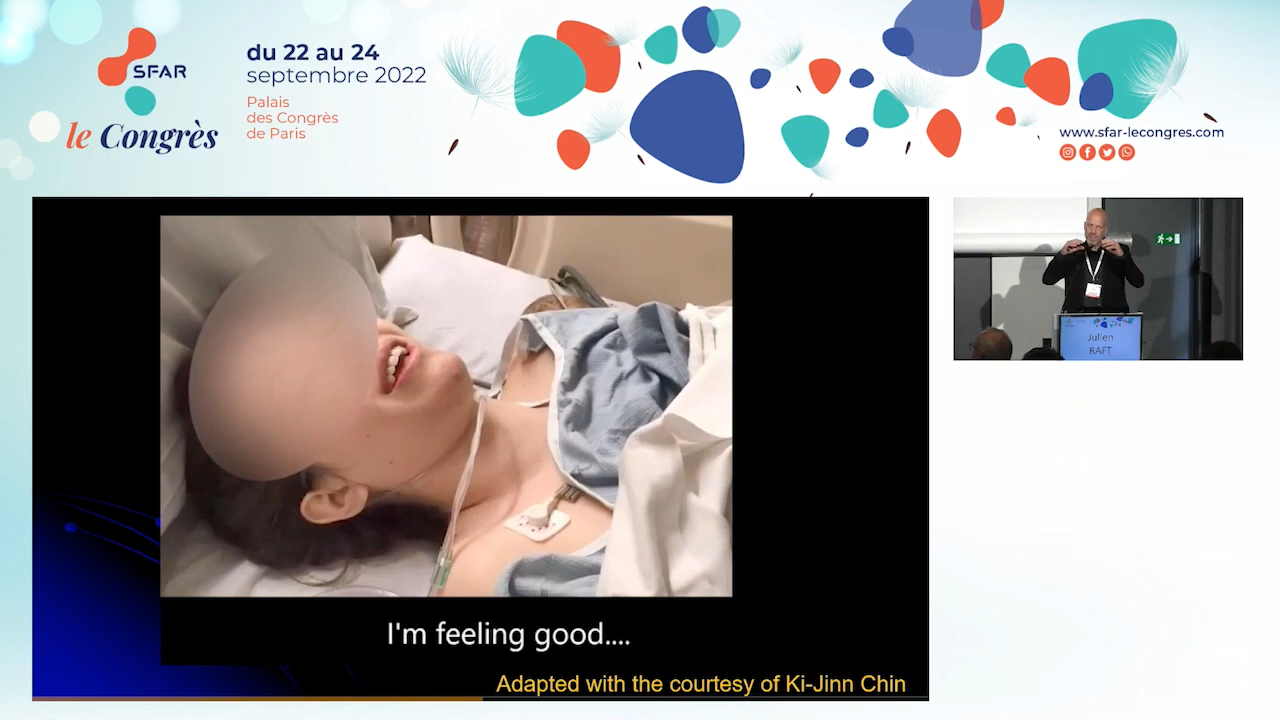 SFAR
le Congrès
du 22 au 24
septembre 2022
Palais
des Congrès
de Paris
www.sfar-lecongres.com
Julien
RAFT
I'm feeling good....
Adapted with the courtesy of Ki-Jinn Chin